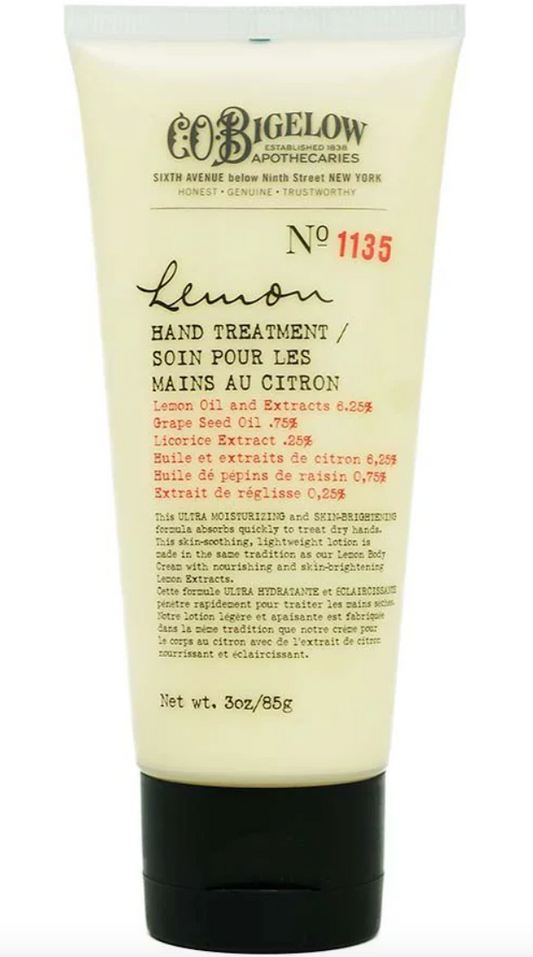 C.O. BIGELOW
ESTABLISHED 1838
APOTHECARIES
SIXTH AVENUE below Ninth Street NEW YORK
HONEST • GENUINE • TRUSTWORTHY
Nº 1135
Lemon
HAND TREATMENT /
SOIN POUR LES
MAINS AU CITRON
Lemon Oil and Extracts 6.25%
Grape Seed Oil .75%
Licorice Extract .25%
Huile et extraits de citron 6,25%
Huile dé pépins de raisin 0,75%
Extrait de réglisse 0,25%
This ULTRA MOISTURIZING and SKIN-BRIGHTENING
formula absorbs quickly to treat dry hands.
This skin-soothing, lightweight lotion is
made in the same tradition as our Lemon Body
Cream with nourishing and skin-brightening
Lemon Extracts.
Cette formule ULTRA HYDRATANTE et ÉCLAIRCISSANTE
pénètre rapidement pour traiter les mains sèches.
Notre lotion légère et apaisante est fabriquée
dans la même tradition que notre crème pour
le corps au citron avec de l'extrait de citron
nourrissant et éclaircissant.
Net wt. 3oz/85g